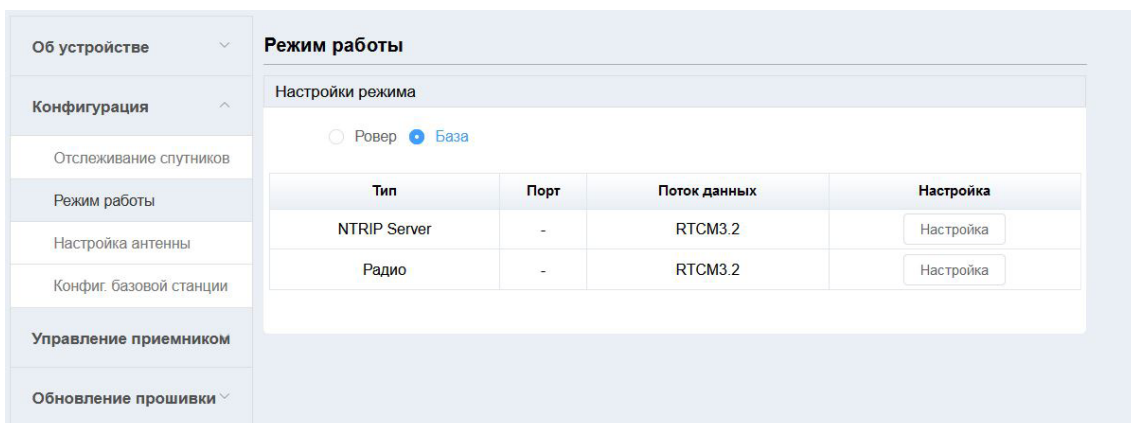 Об устройстве
Конфигурация
Отслеживание спутников
Режим работы
Настройка антенны
Конфиг. базовой станции
Управление приемником
Обновление прошивки
Режим работы
Настройки режима
Ровер База
Тип Порт Поток данных Настройка
NTRIP Server - RTCM3.2 Настройка
Радио - RTCM3.2 Настройка